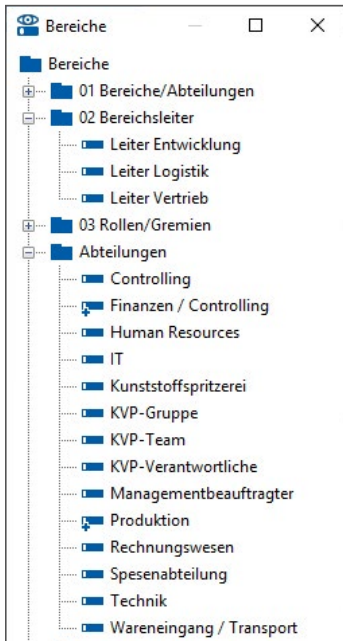 Bereiche
Bereiche
01 Bereiche/Abteilungen
02 Bereichsleiter
Leiter Entwicklung
Leiter Logistik
Leiter Vertrieb
03 Rollen/Gremien
Abteilungen
Controlling
Finanzen / Controlling
Human Resources
IT
Kunststoffspritzerei
KVP-Gruppe
KVP-Team
KVP-Verantwortliche
Managementbeauftragter
Produktion
Rechnungswesen
Spesenabteilung
Technik
Wareneingang / Transport